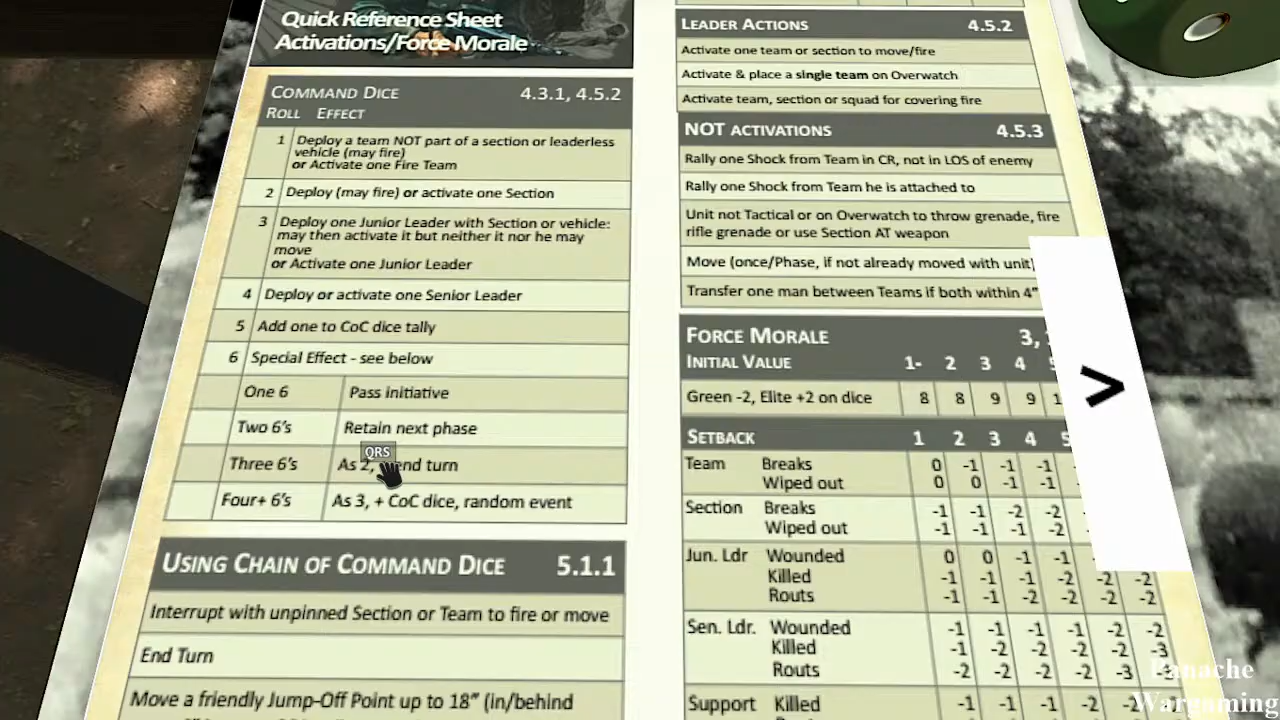 Quick Reference Sheet
Activations/Force Morale
COMMAND DICE 4.3.1, 4.5.2
ROLL EFFECT
1 Deploy a team NOT part of a section or leaderless
vehicle (may fire)
or Activate one Fire Team
2 Deploy (may fire) or activate one Section
3 Deploy one Junior Leader with Section or vehicle:
may then activate it but neither it nor he may
move
or Activate one Junior Leader
4 Deploy or activate one Senior Leader
5 Add one to CoC dice tally
6 Special Effect - see below
One 6 Pass initiative
Two 6's Retain next phase
QRS
Three 6's As 2, end turn
Four+ 6's As 3, + CoC dice, random event
USING CHAIN OF COMMAND DICE 5.1.1
Interrupt with unpinned Section or Team to fire or move
End Turn
Move a friendly Jump-Off Point up to 18" (in/behind
LEADER ACTIONS 4.5.2
Activate one team or section to move/fire
Activate & place a single team on Overwatch
Activate team, section or squad for covering fire
NOT ACTIVATIONS 4.5.3
Rally one Shock from Team in CR, not in LOS of enemy
Rally one Shock from Team he is attached to
Unit not Tactical or on Overwatch to throw grenade, fire
rifle grenade or use Section AT weapon
Move (once/Phase, if not already moved with unit)
Transfer one man between Teams if both within 4"
FORCE MORALE 3,
INITIAL VALUE 1- 2 3 4
Green -2, Elite +2 on dice 8 8 9 9
SETBACK 1 2 3 4 5
Team Breaks 0 -1 -1 -1
Wiped out 0 0 -1 -1
Section Breaks -1 -1 -2 -2
Wiped out -1 -1 -1 -2
Jun. Ldr Wounded 0 0 -1 -1
Killed -1 -1 -1 -2 -2 -2
Routs -1 -1 -2 -2 -2 -2
Sen. Ldr. Wounded -1 -1 -1 -1 -2 -2
Killed -1 -2 -2 -2 -2 -3
Routs -2 -2 -2 -2 -3
Support Killed -1 -1 -1 -2 -2
>
Panache
Wargaming